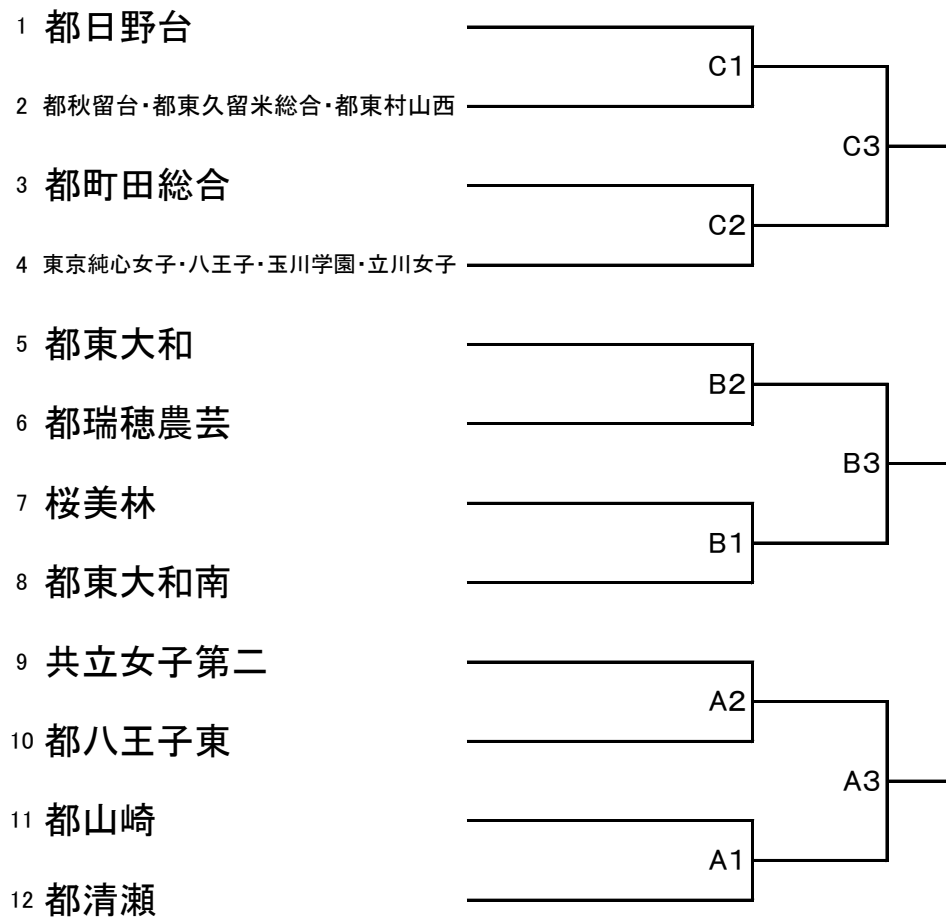 1 都日野台
C1
2 都秋留台・都東久留米総合・都東村山西
C3
3 都町田総合
C2
4 東京純心女子・八王子・玉川学園・立川女子
5 都東大和
B2
6 都瑞穂農芸
B3
7 桜美林
B1
8 都東大和南
9 共立女子第二
A2
10 都八王子東
A3
11 都山崎
A1
12 都清瀬